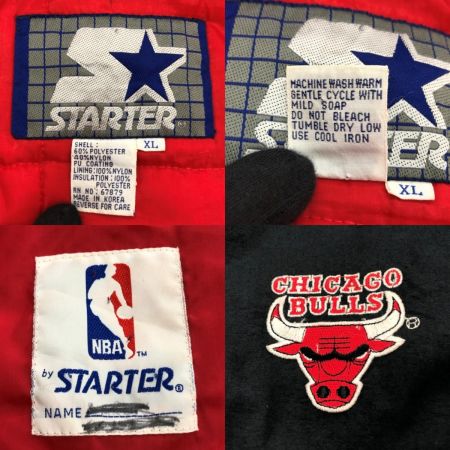 STARTER
XL
SHELL:
60% POLYESTER
40% NYLON
PU COATING
LINING:100% NYLON
INSULATION:100%
POLYESTER
RN NO: 67879
MADE IN KOREA
REVERSE FOR CARE
MACHINE WASH WARM
GENTLE CYCLE WITH
MILD SOAP
DO NOT BLEACH
TUMBLE DRY LOW
USE COOL IRON
STARTER
XL
NBA TM
by STARTER®
NAME
CHICAGO
BULLS